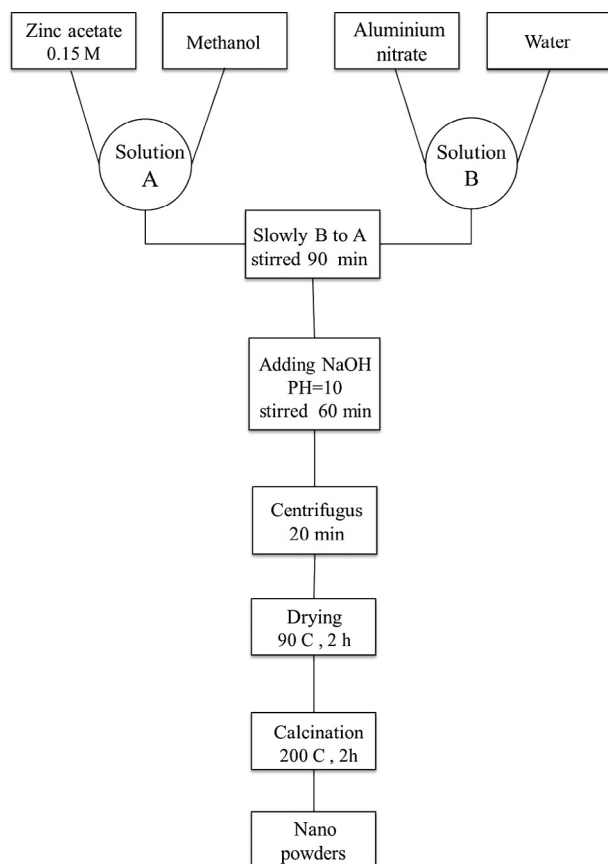 Zinc acetate
0.15 M
Methanol
Aluminium
nitrate
Water
Solution
A
Solution
B
Slowly B to A
stirred 90 min
Adding NaOH
PH=10
stirred 60 min
Centrifugus
20 min
Drying
90 C , 2 h
Calcination
200 C , 2h
Nano
powders